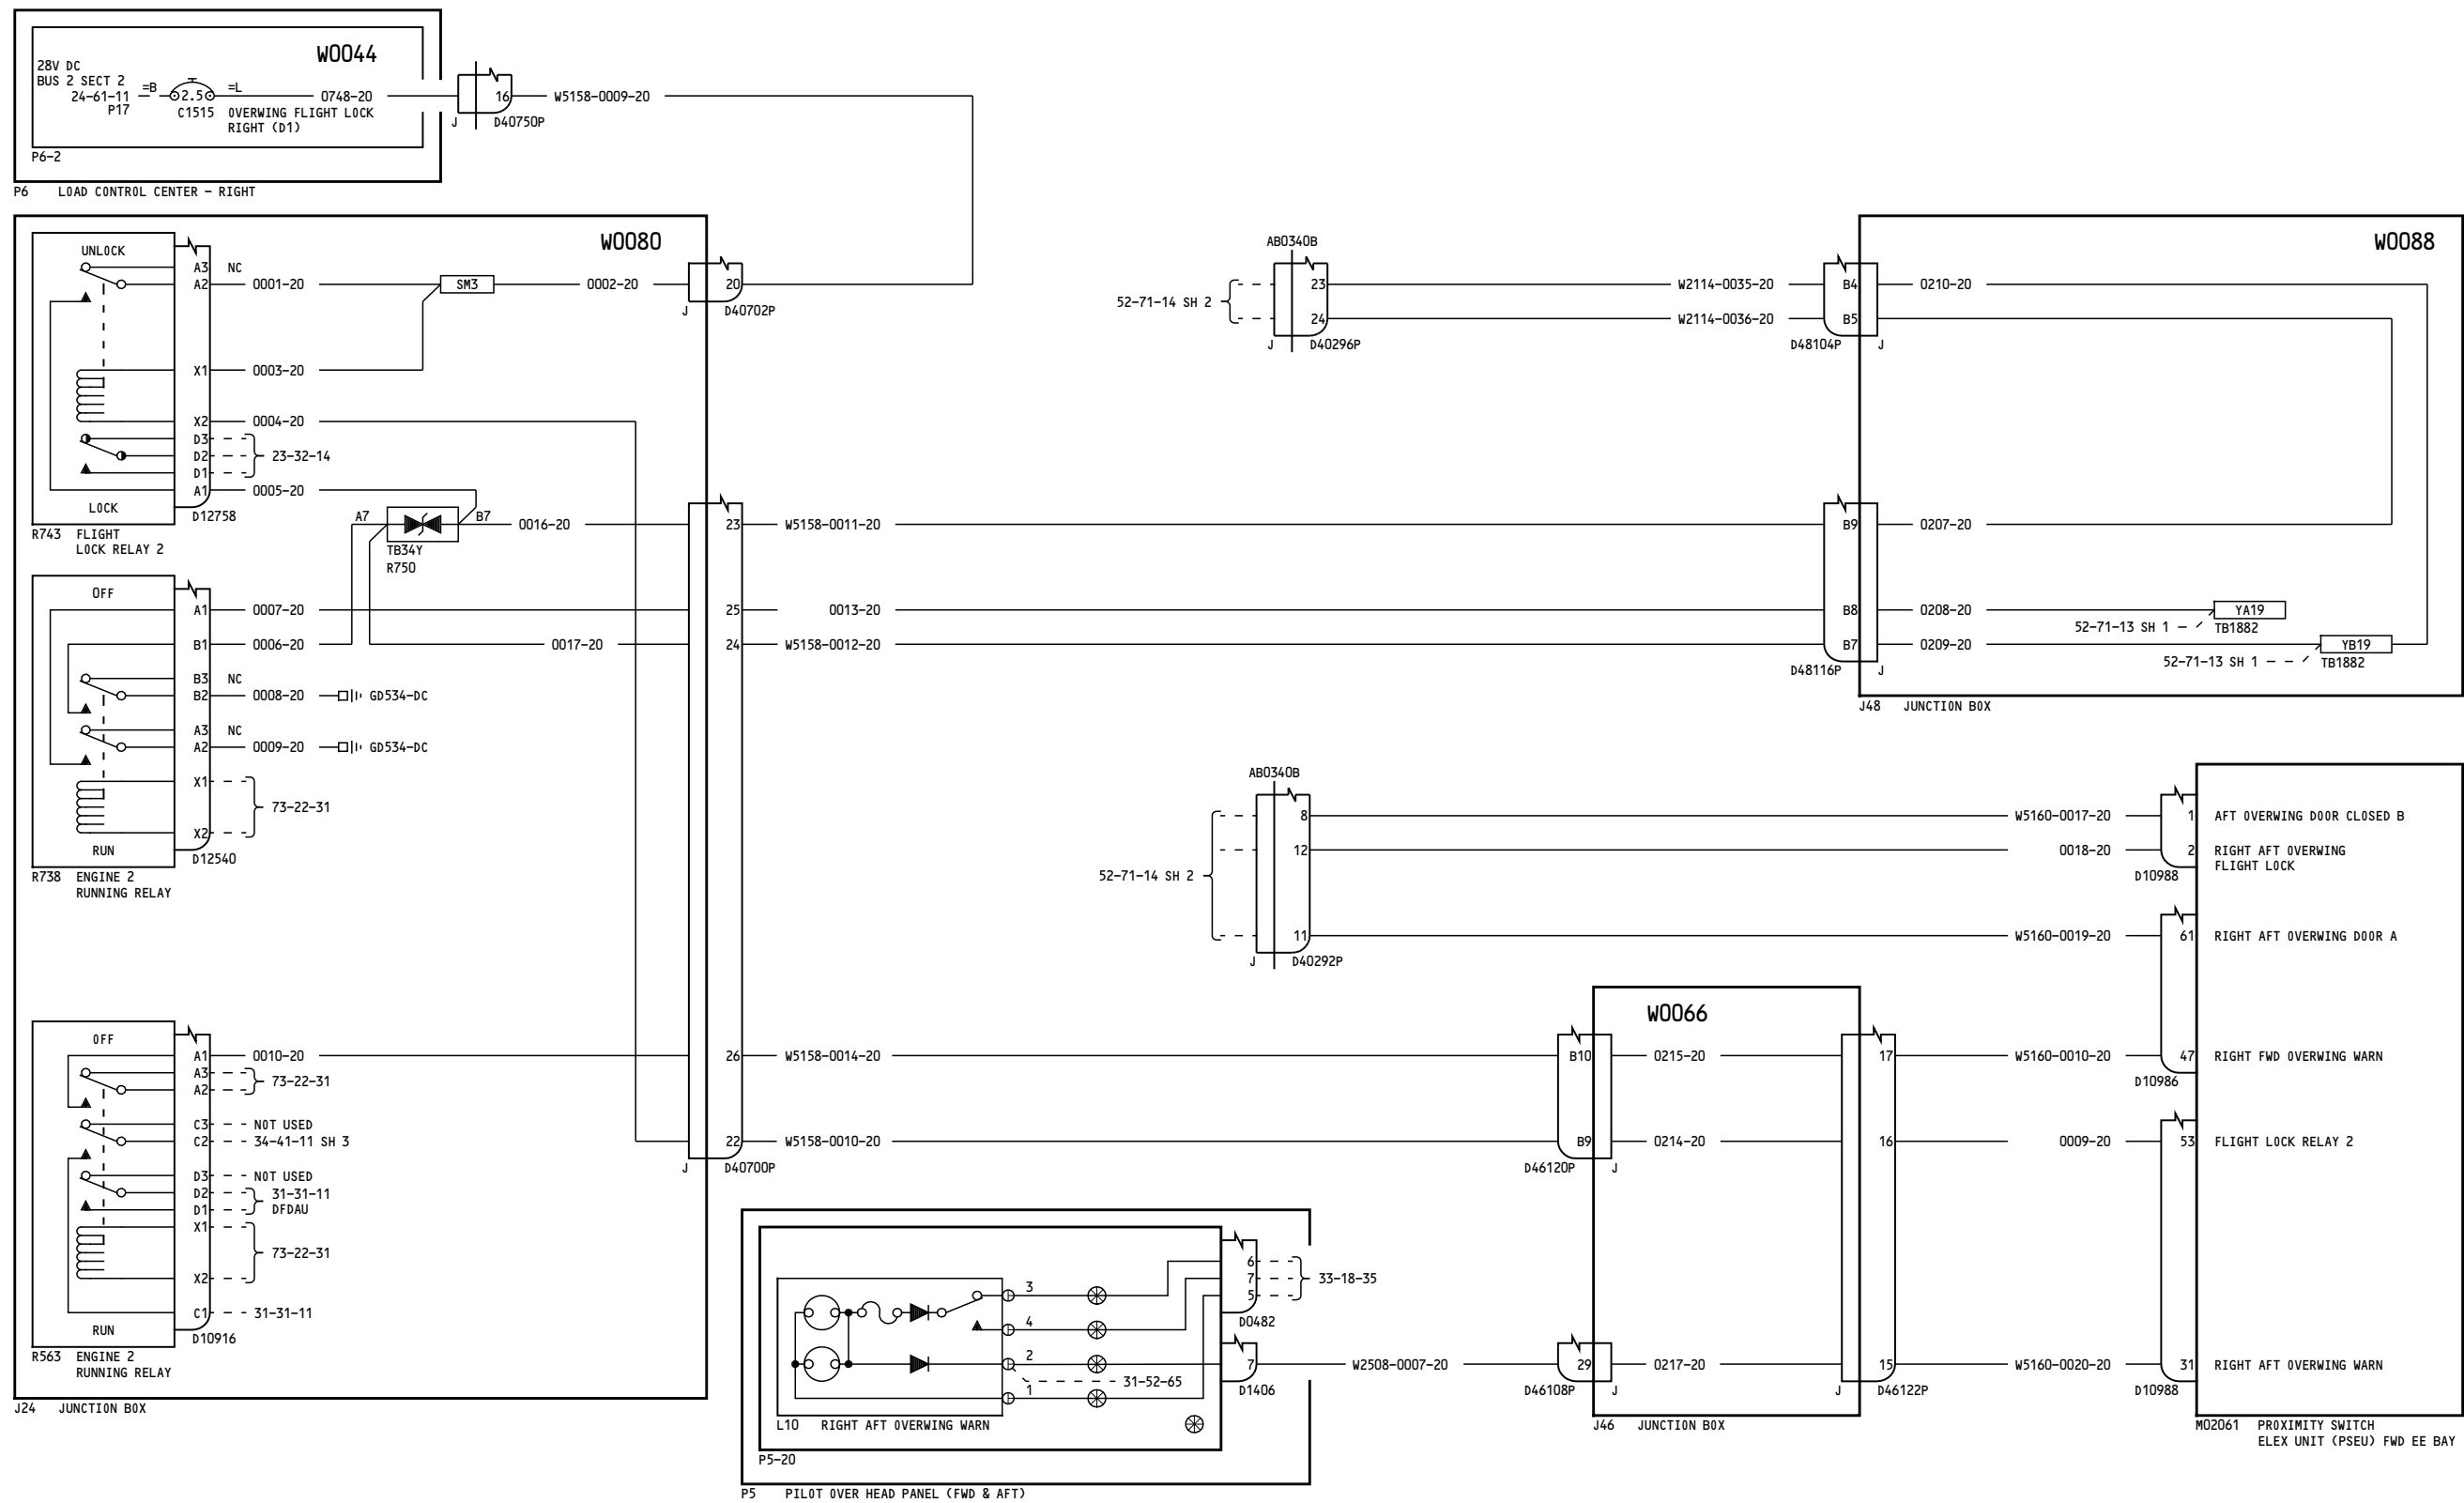 W0044
28V DC
BUS 2 SECT 2
24-61-11
P17
=B
2.5
=L
C1515
OVERWING FLIGHT LOCK
RIGHT (D1)
0748-20
P6-2
P6 LOAD CONTROL CENTER - RIGHT
16
J
D40750P
W5158-0009-20
W0080
UNLOCK
A3 NC
A2 0001-20
SM3
0002-20
20
J
D40702P
X1 0003-20
X2 0004-20
D3
D2 23-32-14
D1
A1 0005-20
LOCK
D12758
R743 FLIGHT
LOCK RELAY 2
A7
B7
TB34Y
R750
0016-20
OFF
A1 0007-20
B1 0006-20
0017-20
B3 NC
B2 0008-20 GD534-DC
A3 NC
A2 0009-20 GD534-DC
X1
73-22-31
X2
RUN
D12540
R738 ENGINE 2
RUNNING RELAY
OFF
A1 0010-20
A3
73-22-31
A2
C3 NOT USED
C2 34-41-11 SH 3
D3 NOT USED
D2 31-31-11
D1 DFDAU
X1
73-22-31
X2
C1 31-31-11
RUN
D10916
R563 ENGINE 2
RUNNING RELAY
J24 JUNCTION BOX
23 W5158-0011-20
25 0013-20
24 W5158-0012-20
26 W5158-0014-20
22 W5158-0010-20
J
D40700P
AB0340B
52-71-14 SH 2
23
24
J
D40296P
W2114-0035-20
W2114-0036-20
B4
B5
D48104P
J
W0088
0210-20
B9 0207-20
B8 0208-20
YA19
52-71-13 SH 1
TB1882
B7 0209-20
YB19
52-71-13 SH 1
TB1882
D48116P
J
J48 JUNCTION BOX
AB0340B
52-71-14 SH 2
8
12
11
J
D40292P
W5160-0017-20
0018-20
W5160-0019-20
1 AFT OVERWING DOOR CLOSED B
2 RIGHT AFT OVERWING
FLIGHT LOCK
D10988
61 RIGHT AFT OVERWING DOOR A
W0066
B10 0215-20
17 W5160-0010-20
47 RIGHT FWD OVERWING WARN
D10986
B9 0214-20
16 0009-20
53 FLIGHT LOCK RELAY 2
D46120P
J
29 0217-20
15 W5160-0020-20
31 RIGHT AFT OVERWING WARN
D46108P
J
J
D46122P
D10988
J46 JUNCTION BOX
M02061 PROXIMITY SWITCH
ELEX UNIT (PSEU) FWD EE BAY
3
4
2
1
31-52-65
6
7
5
33-18-35
D0482
7
D1406
W2508-0007-20
L10 RIGHT AFT OVERWING WARN
P5-20
P5 PILOT OVER HEAD PANEL (FWD & AFT)